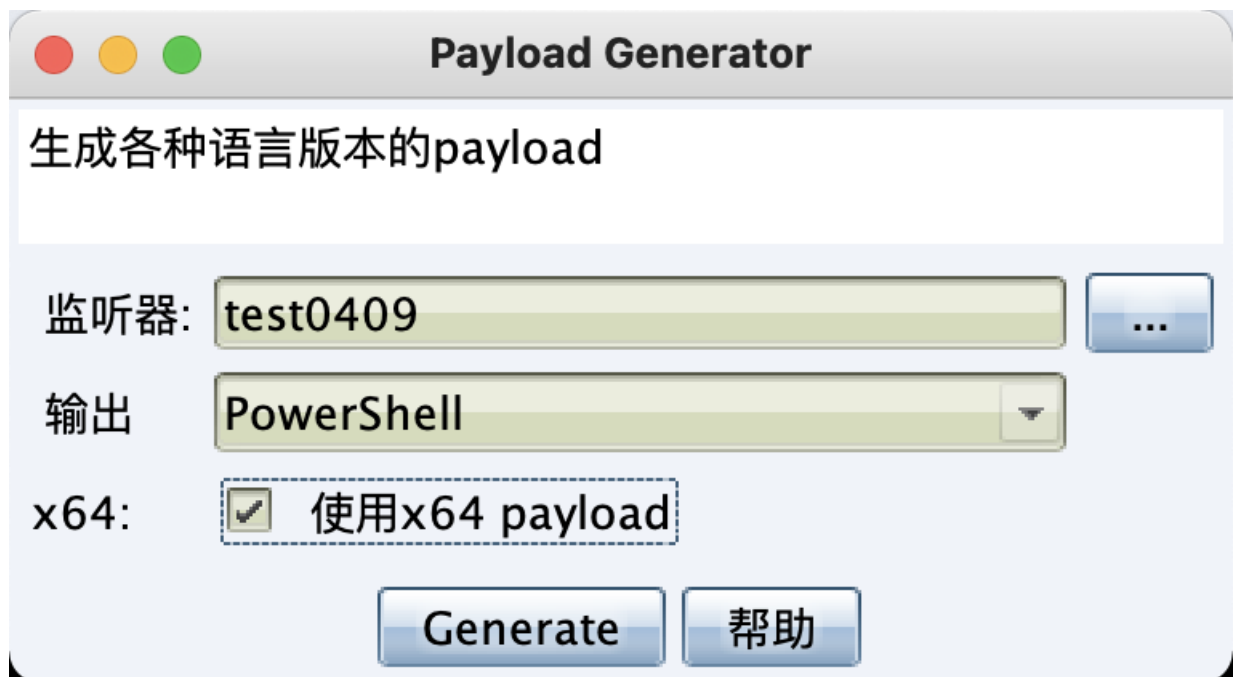 Payload Generator
生成各种语言版本的payload
监听器: test0409 ...
输出 PowerShell
x64: 使用x64 payload
Generate 帮助